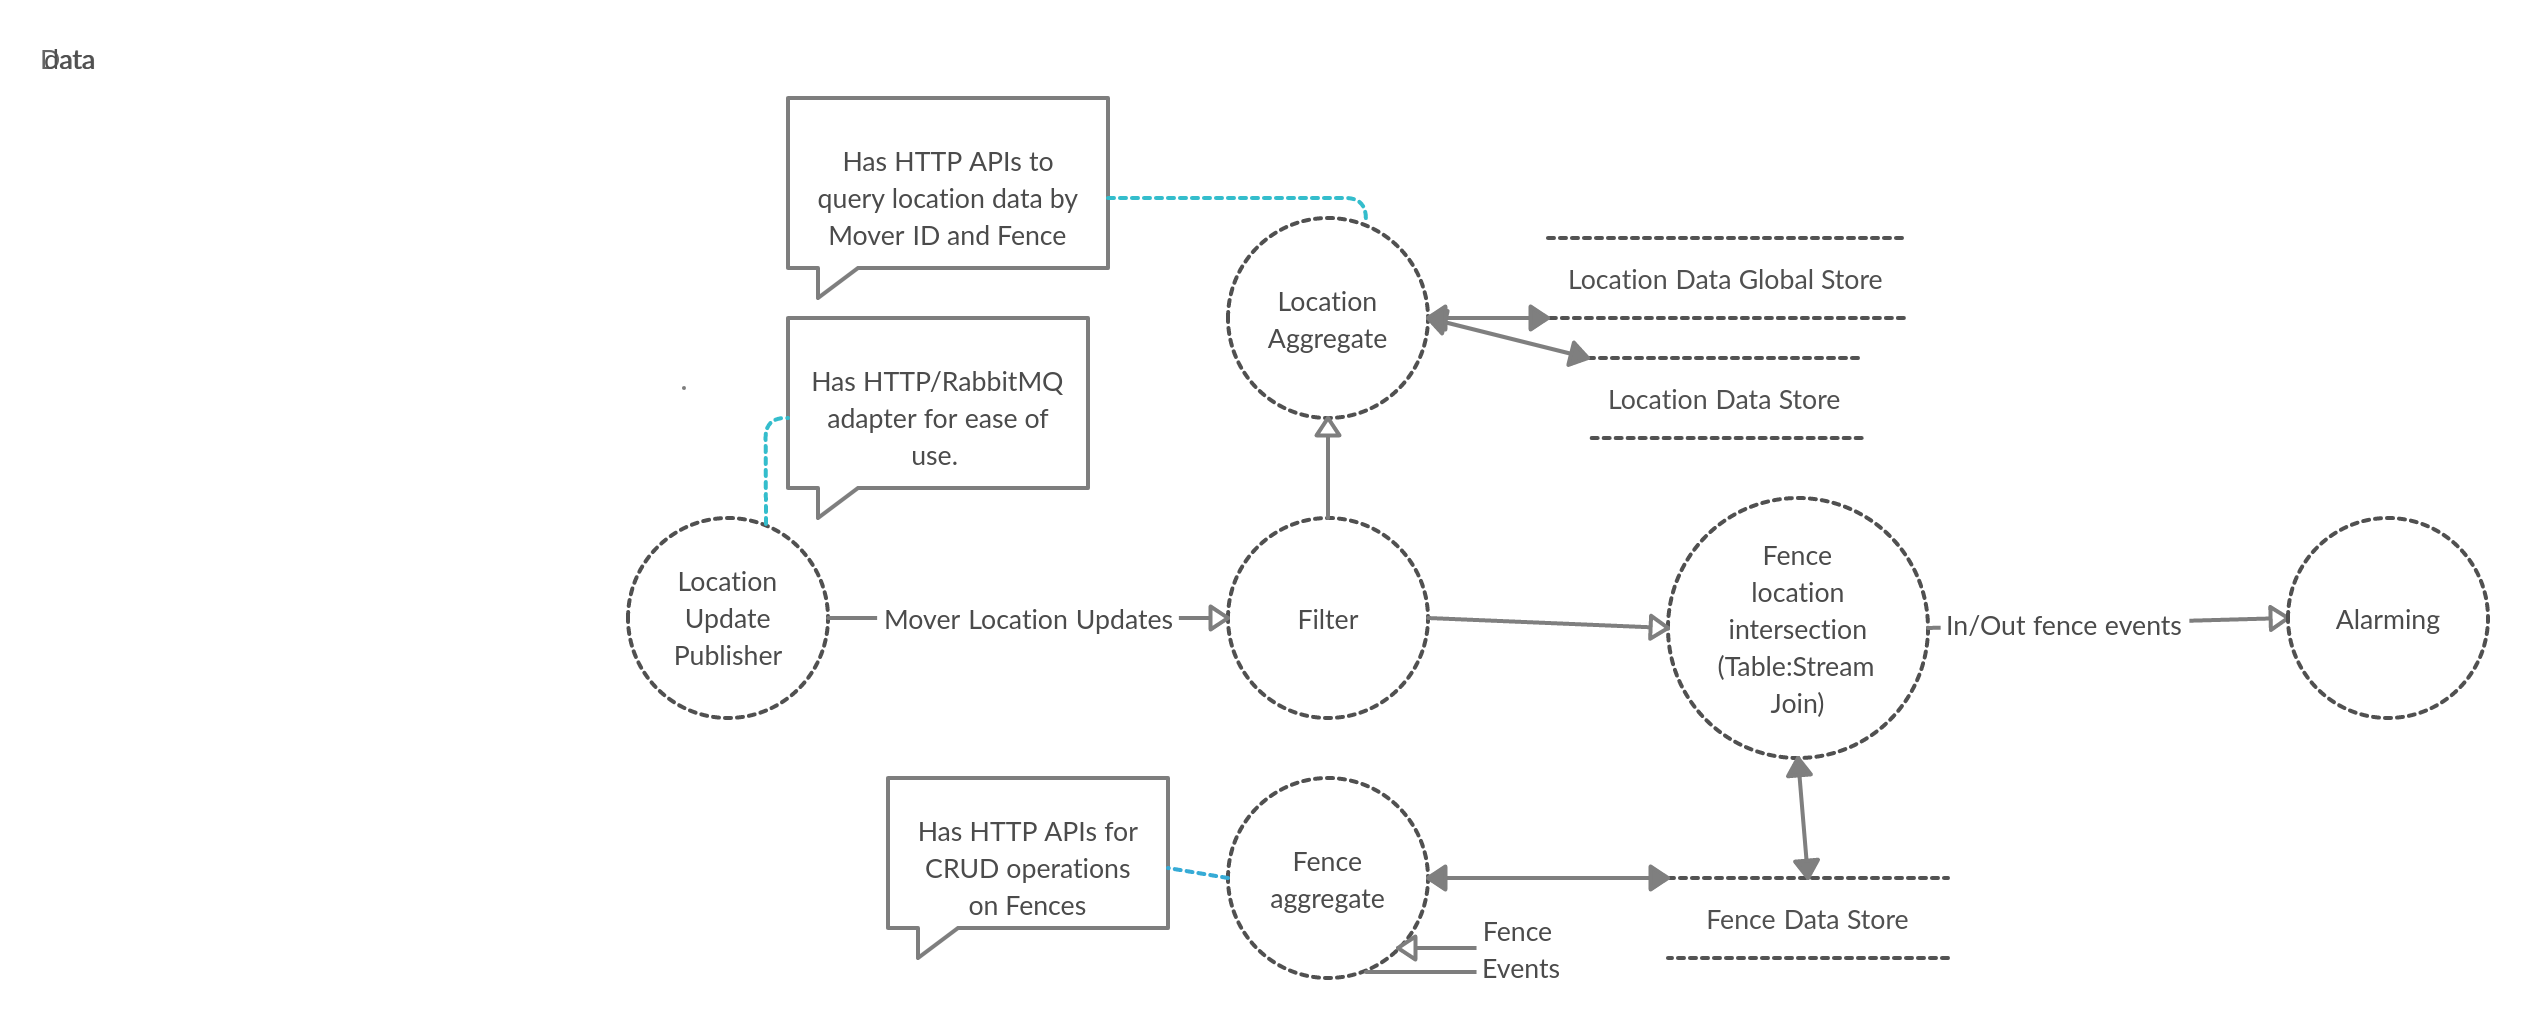 Data
Has HTTP APIs to
query location data by
Mover ID and Fence
Location Data Global Store
Location
Aggregate
Has HTTP/RabbitMQ
adapter for ease of
use.
Location Data Store
Location
Update
Publisher
Mover Location Updates
Filter
Fence
location
intersection
(Table:Stream
Join)
In/Out fence events
Alarming
Has HTTP APIs for
CRUD operations
on Fences
Fence
aggregate
Fence Data Store
Fence
Events